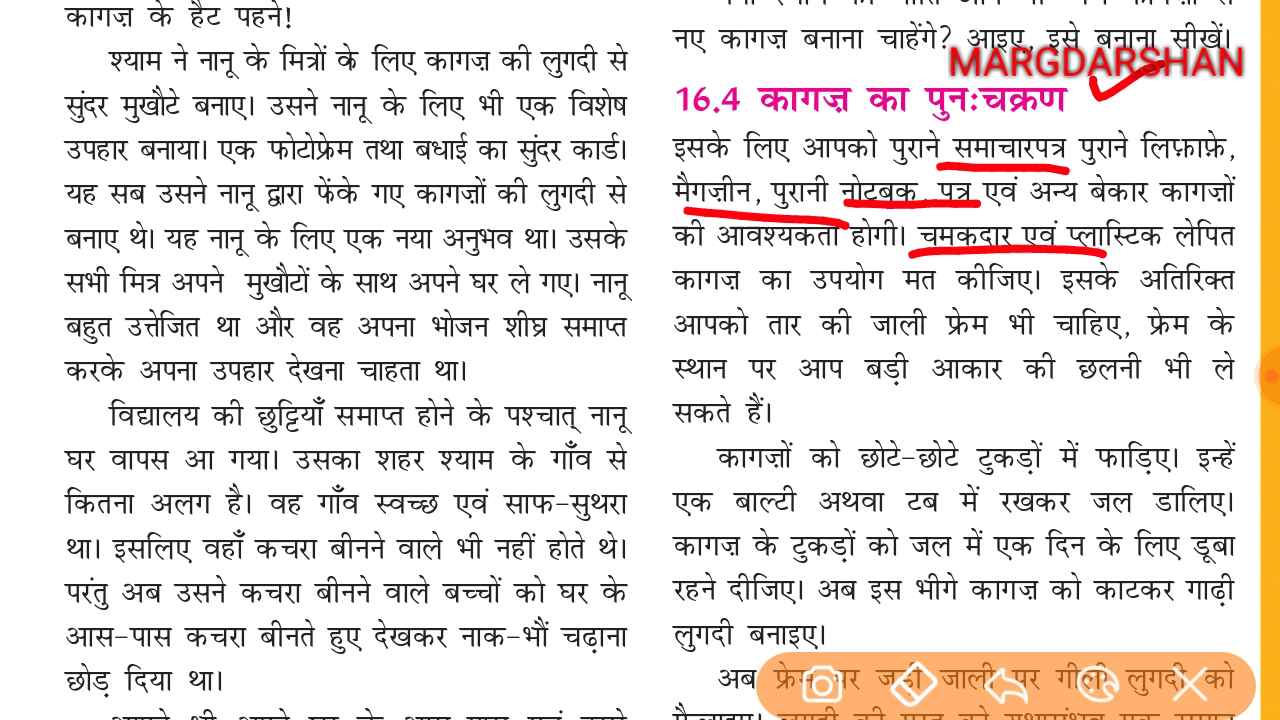 कागज़ के हैट पहने!
श्याम ने नानू के मित्रों के लिए कागज़ की लुगदी से
सुंदर मुखौटे बनाए। उसने नानू के लिए भी एक विशेष
उपहार बनाया। एक फोटोफ्रेम तथा बधाई का सुंदर कार्ड।
यह सब उसने नानू द्वारा फेंके गए कागज़ों की लुगदी से
बनाए थे। यह नानू के लिए एक नया अनुभव था। उसके
सभी मित्र अपने मुखौटों के साथ अपने घर ले गए। नानू
बहुत उत्तेजित था और वह अपना भोजन शीघ्र समाप्त
करके अपना उपहार देखना चाहता था।
विद्यालय की छुट्टियाँ समाप्त होने के पश्चात् नानू
घर वापस आ गया। उसका शहर श्याम के गाँव से
कितना अलग है। वह गाँव स्वच्छ एवं साफ-सुथरा
था। इसलिए वहाँ कचरा बीनने वाले भी नहीं होते थे।
परंतु अब उसने कचरा बीनने वाले बच्चों को घर के
आस-पास कचरा बीनते हुए देखकर नाक-भौं चढ़ाना
छोड़ दिया था।
नए कागज़ बनाना चाहेंगे? आइए, इसे बनाना सीखें।
MARGDARSHAN
16.4 कागज़ का पुनःचक्रण
इसके लिए आपको पुराने समाचारपत्र पुराने लिफ़ाफ़े,
मैगज़ीन, पुरानी नोटबुक, पत्र एवं अन्य बेकार कागज़ों
की आवश्यकता होगी। चमकदार एवं प्लास्टिक लेपित
कागज़ का उपयोग मत कीजिए। इसके अतिरिक्त
आपको तार की जाली फ्रेम भी चाहिए, फ्रेम के
स्थान पर आप बड़ी आकार की छलनी भी ले
सकते हैं।
कागज़ों को छोटे-छोटे टुकड़ों में फाड़िए। इन्हें
एक बाल्टी अथवा टब में रखकर जल डालिए।
कागज़ के टुकड़ों को जल में एक दिन के लिए डूबा
रहने दीजिए। अब इस भीगे कागज़ को काटकर गाढ़ी
लुगदी बनाइए।
अब फ्रेम पर जड़ी जाली पर गीली लुगदी को